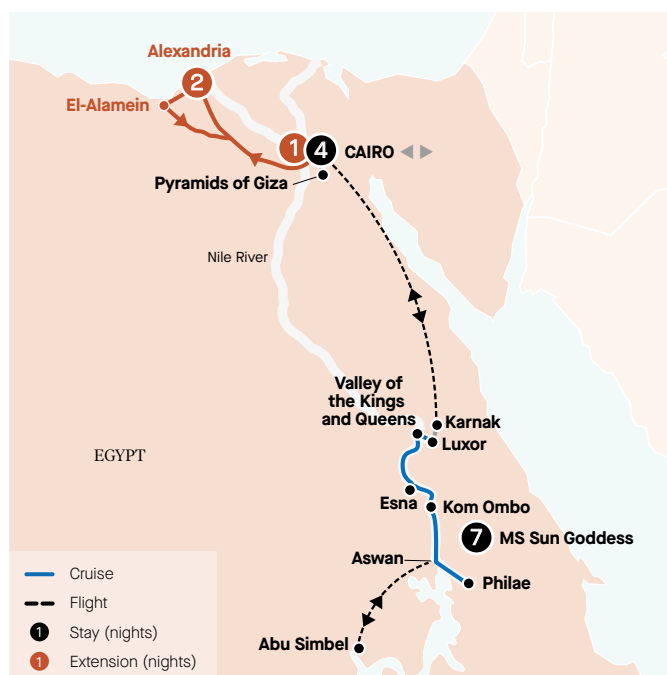 Alexandria
2
El-Alamein
1
4
CAIRO
Pyramids of Giza
Nile River
Valley of
the Kings
and Queens
Karnak
Luxor
EGYPT
Esna
Kom Ombo
7
MS Sun Goddess
Aswan
Philae
Abu Simbel
Cruise
Flight
1 Stay (nights)
1 Extension (nights)